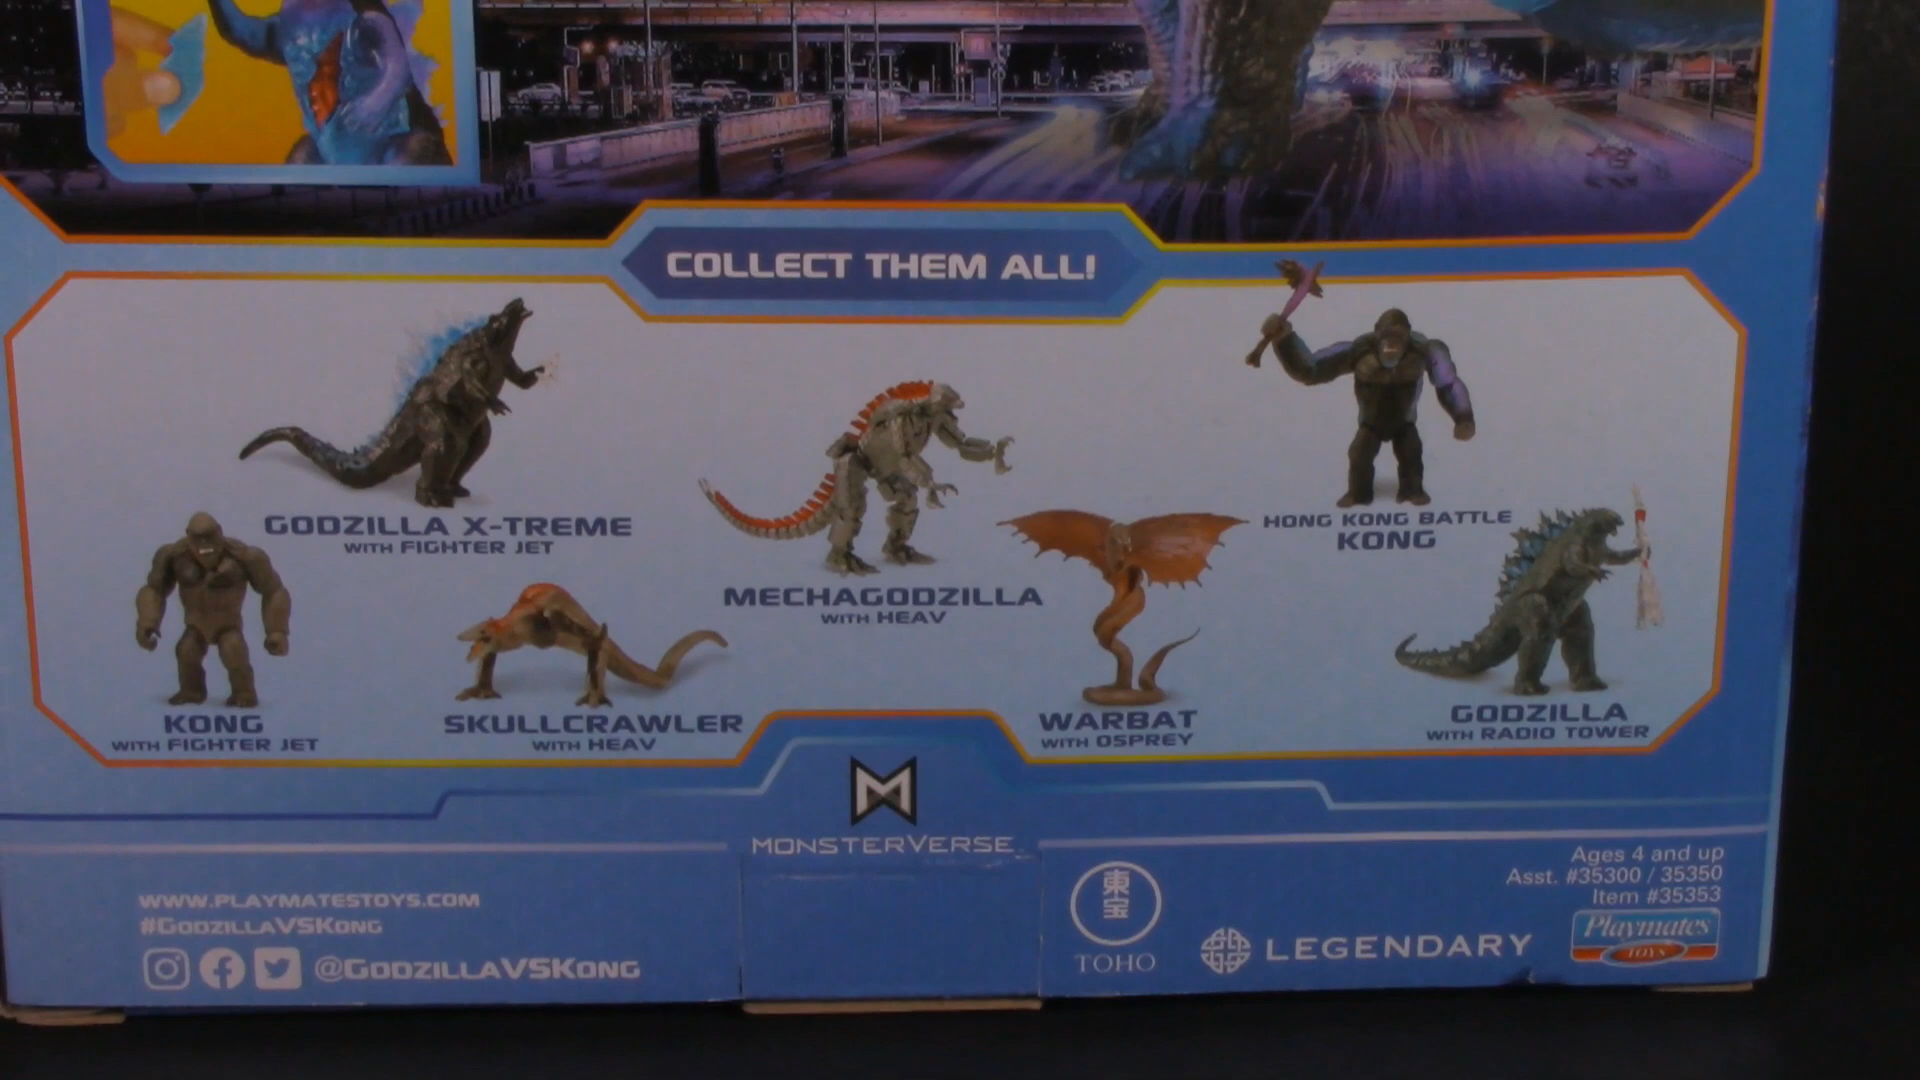 COLLECT THEM ALL!
GODZILLA X-TREME
WITH FIGHTER JET
HONG KONG BATTLE
KONG
MECHAGODZILLA
WITH HEAV
KONG
WITH FIGHTER JET
SKULLCRAWLER
WITH HEAV
WARBAT
WITH OSPREY
GODZILLA
WITH RADIO TOWER
M
MONSTERVERSE
WWW.PLAYMATESTOYS.COM
#GODZILLAVSKONG
@GODZILLAVSKONG
東宝
TOHO
LEGENDARY
Ages 4 and up
Asst. #35300 / 35350
Item #35353
Playmates
TOYS